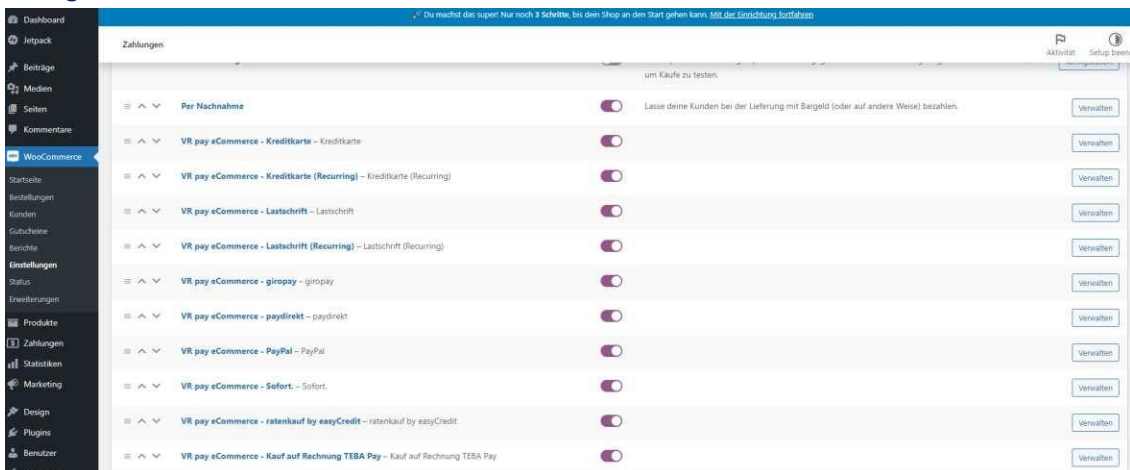 Dashboard
Jetpack
Beiträge
Medien
Seiten
Kommentare
WooCommerce
Startseite
Bestellungen
Kunden
Gutscheine
Berichte
Einstellungen
Status
Erweiterungen
Produkte
Zahlungen
Statistiken
Marketing
Design
Plugins
Benutzer
Du machst das super! Nur noch 3 Schritte, bis dein Shop an den Start gehen kann. Mit der Einrichtung fortfahren
Zahlungen
Aktivität Setup been
um Käufe zu testen.
Per Nachnahme Lasse deine Kunden bei der Lieferung mit Bargeld (oder auf andere Weise) bezahlen. Verwalten
VR pay eCommerce - Kreditkarte – Kreditkarte Verwalten
VR pay eCommerce - Kreditkarte (Recurring) – Kreditkarte (Recurring) Verwalten
VR pay eCommerce - Lastschrift – Lastschrift Verwalten
VR pay eCommerce - Lastschrift (Recurring) – Lastschrift (Recurring) Verwalten
VR pay eCommerce - giropay – giropay Verwalten
VR pay eCommerce - paydirekt – paydirekt Verwalten
VR pay eCommerce - PayPal – PayPal Verwalten
VR pay eCommerce - Sofort. – Sofort. Verwalten
VR pay eCommerce - ratenkauf by easyCredit – ratenkauf by easyCredit Verwalten
VR pay eCommerce - Kauf auf Rechnung TEBA Pay – Kauf auf Rechnung TEBA Pay Verwalten